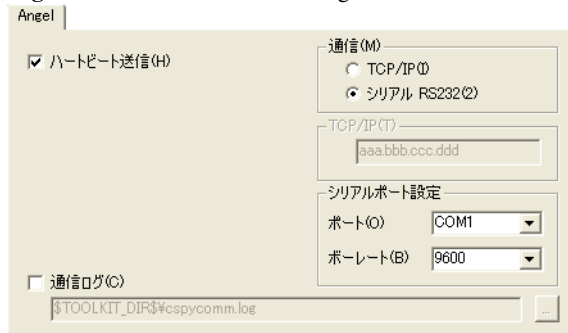 Angel
ハートビート送信(H)
通信(M)
TCP/IP(I)
シリアル RS232(2)
TCP/IP(T)
aaa.bbb.ccc.ddd
シリアルポート設定
ポート(O) COM1
ボーレート(B) 9600
通信ログ(C)
$TOOLKIT_DIR$¥cspycomm.log
...